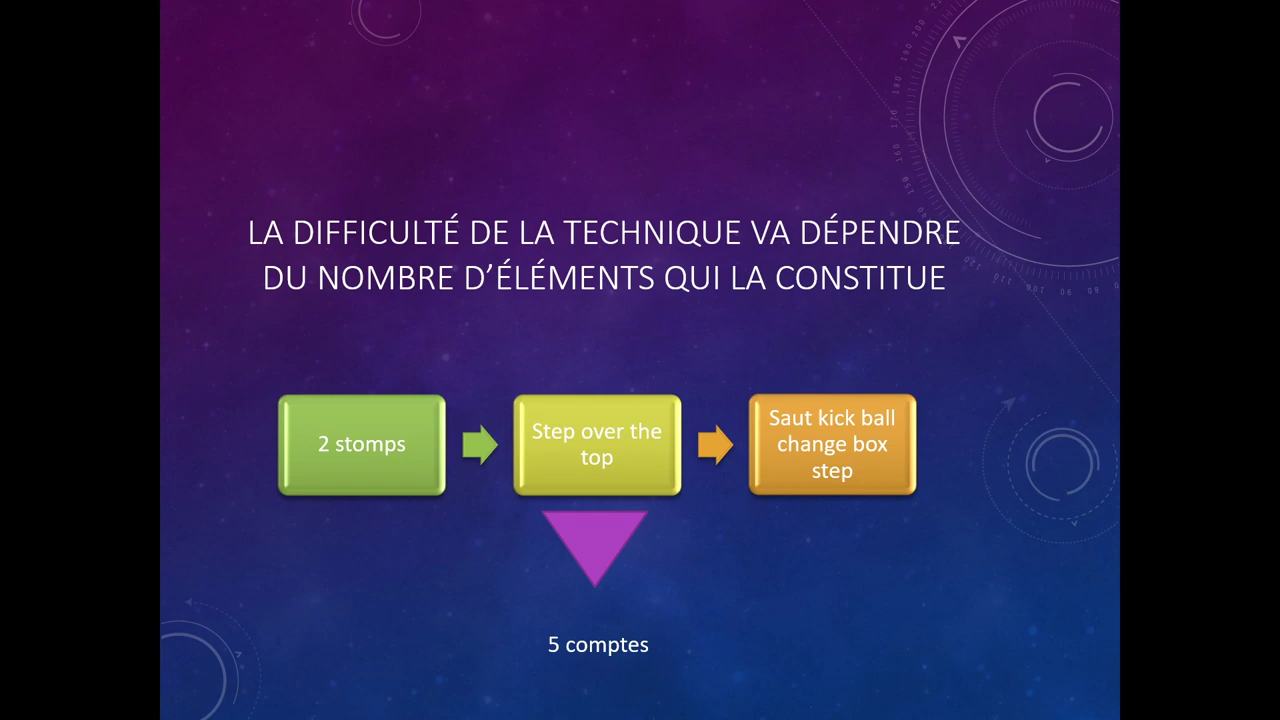 LA DIFFICULTÉ DE LA TECHNIQUE VA DÉPENDRE
DU NOMBRE D’ÉLÉMENTS QUI LA CONSTITUE
2 stomps
Step over the
top
Saut kick ball
change box
step
5 comptes